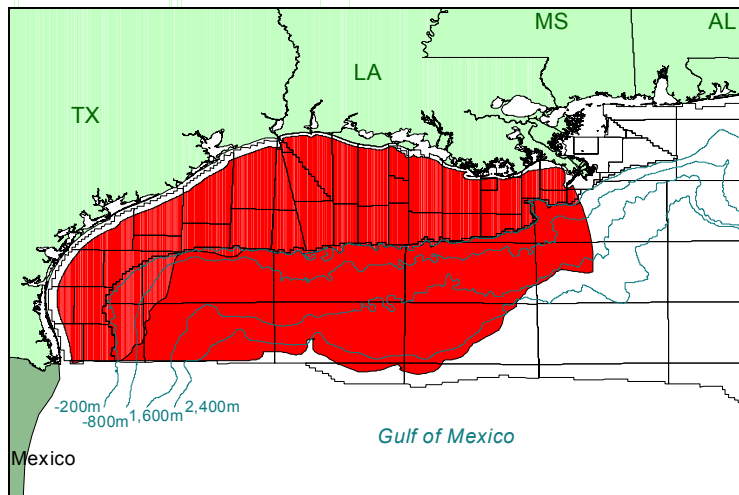 MS
AL
LA
TX
-200m
-800m
1,600m
2,400m
Gulf of Mexico
Mexico